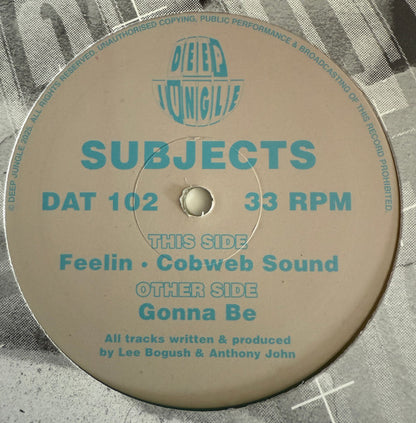 © DEEP JUNGLE 2026. ALL RIGHTS RESERVED. UNAUTHORISED COPYING, PUBLIC PERFORMANCE & BROADCASTING OF THIS RECORD PROHIBITED.
DEEP
JUNGLE
SUBJECTS
DAT 102 33 RPM
THIS SIDE
Feelin • Cobweb Sound
OTHER SIDE
Gonna Be
All tracks written & produced
by Lee Bogush & Anthony John